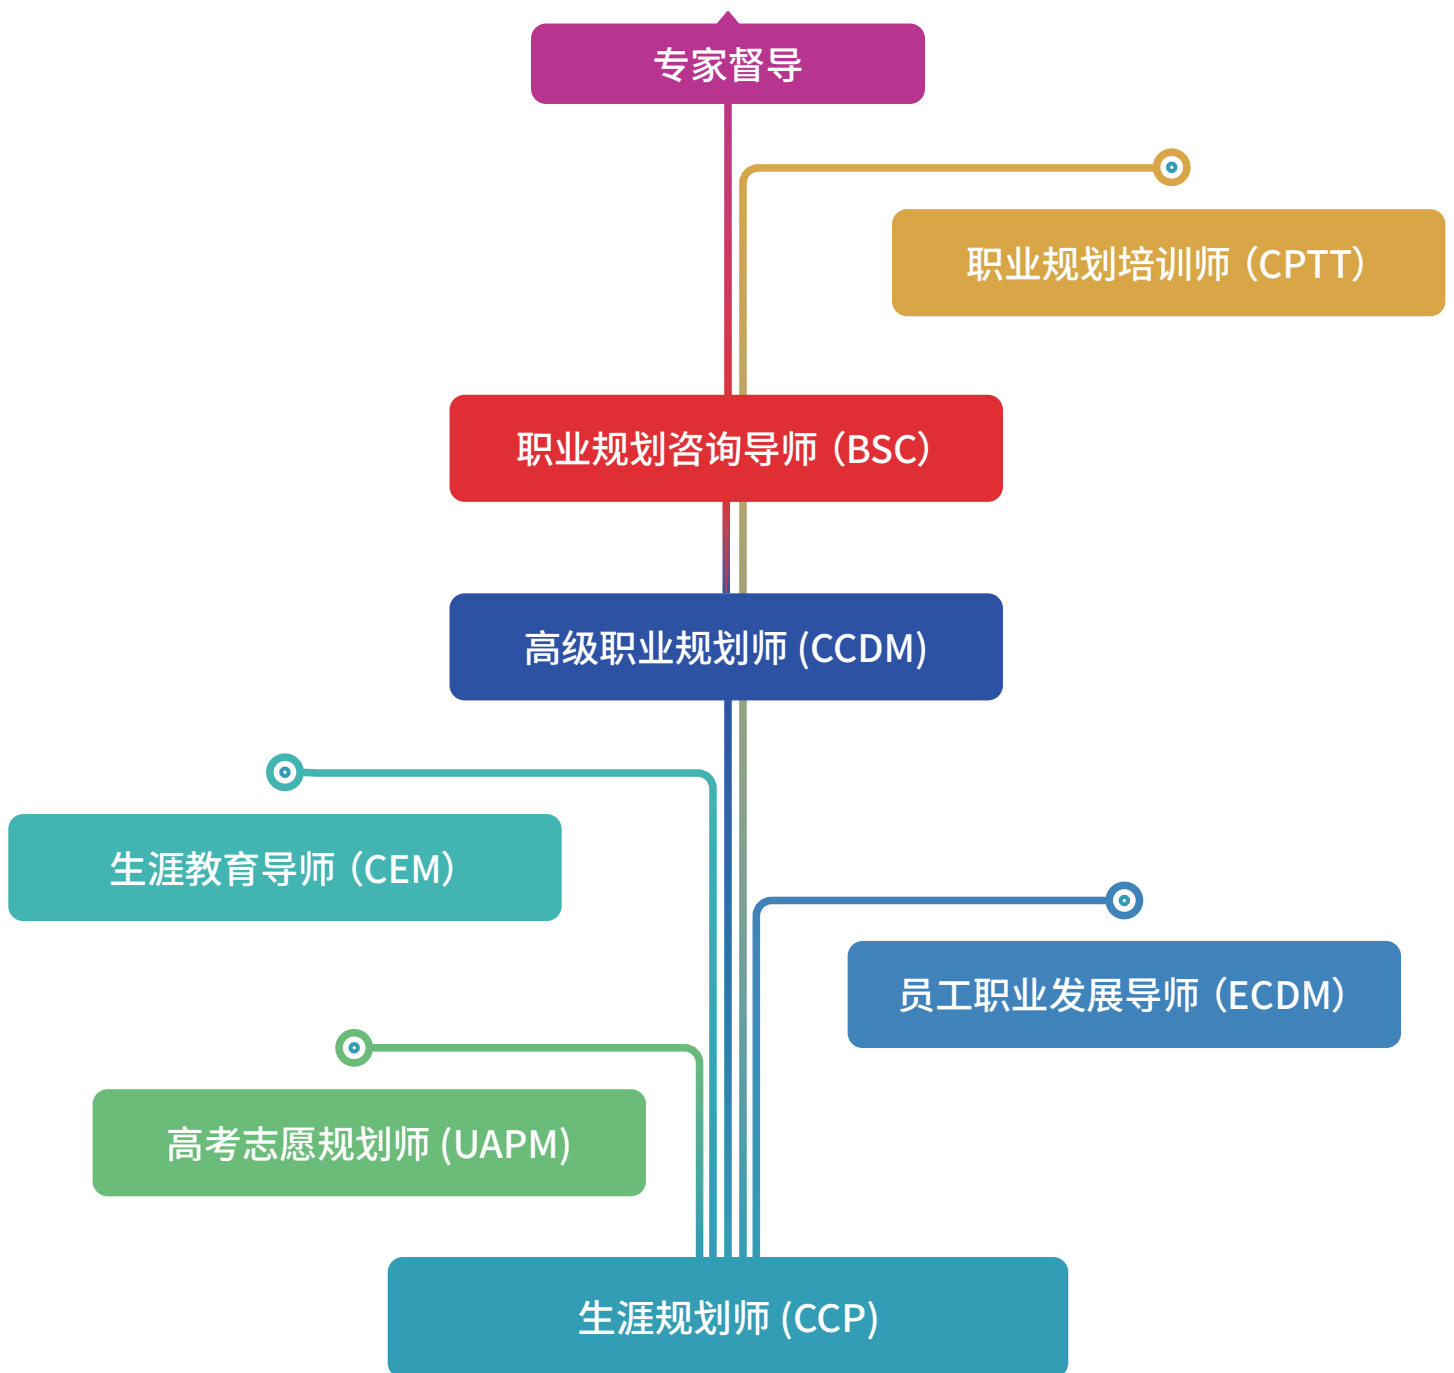 专家督导
职业规划培训师（CPTT）
职业规划咨询导师（BSC）
高级职业规划师 (CCDM)
生涯教育导师（CEM）
员工职业发展导师（ECDM）
高考志愿规划师 (UAPM)
生涯规划师 (CCP)